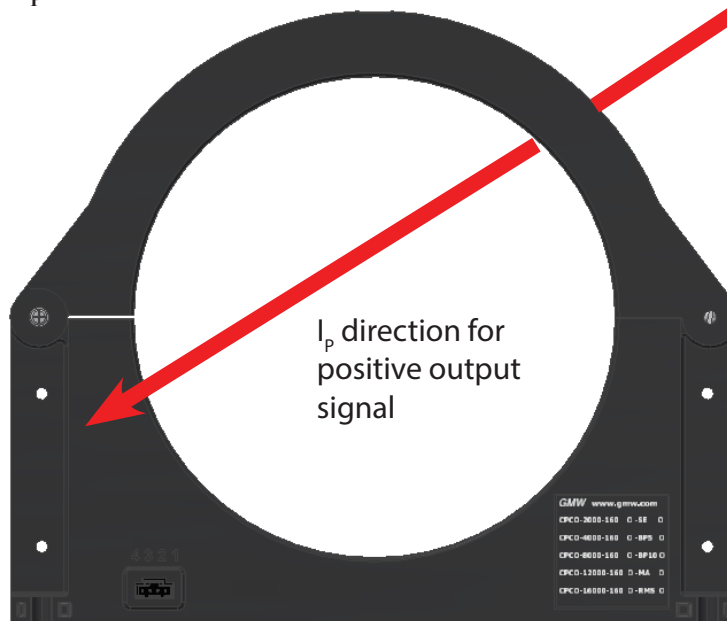 I_P direction for
positive output
signal
GMW www.gmw.com
CPCO-2000-160 -SE
CPCO-4000-160 -BP5
CPCO-8000-160 -BP10
CPCO-12000-160 -MA
CPCO-16000-160 -RMS
4 3 2 1